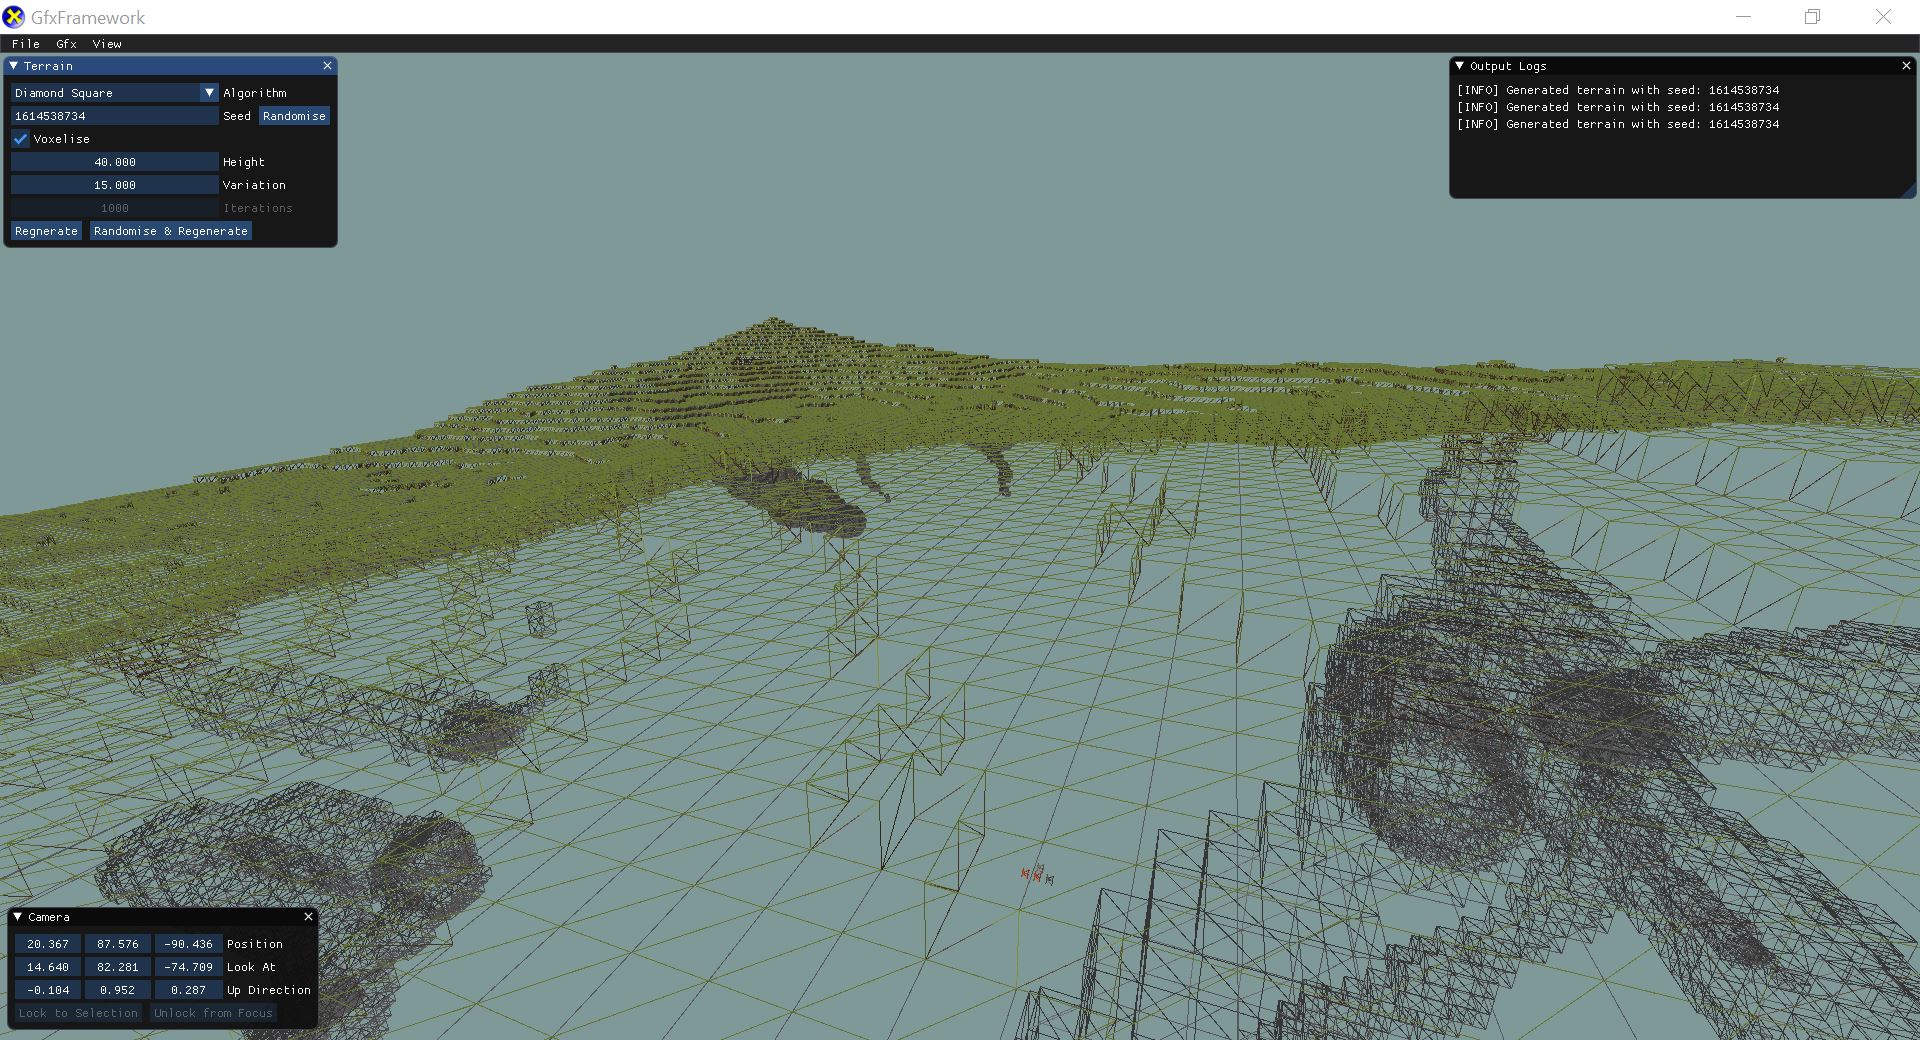 GfxFramework
File Gfx View
Terrain
Diamond Square Algorithm
1614538734 Seed Randomise
Voxelise
40.000 Height
15.000 Variation
1000 Iterations
Regnerate Randomise & Regenerate
Output Logs
[INFO] Generated terrain with seed: 1614538734
[INFO] Generated terrain with seed: 1614538734
[INFO] Generated terrain with seed: 1614538734
Camera
20.367 87.576 -90.436 Position
14.640 82.281 -74.709 Look At
-0.104 0.952 0.287 Up Direction
Lock to Selection Unlock from Focus